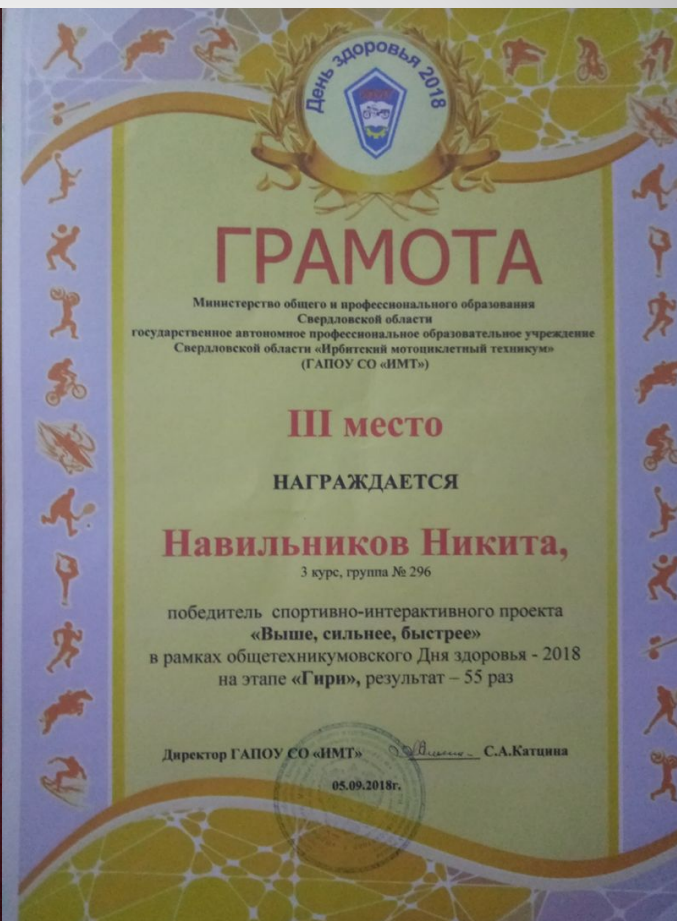 День здоровья 2018
ГРАМОТА
Министерство общего и профессионального образования
Свердловской области
государственное автономное профессиональное образовательное учреждение
Свердловской области «Ирбитский мотоциклетный техникум»
(ГАПОУ СО «ИМТ»)
III место
НАГРАЖДАЕТСЯ
Навильников Никита,
3 курс, группа № 296
победитель спортивно-интерактивного проекта
«Выше, сильнее, быстрее»
в рамках общетехникумовского Дня здоровья - 2018
на этапе «Гири», результат – 55 раз
Директор ГАПОУ СО «ИМТ» С.А.Катцина
05.09.2018г.